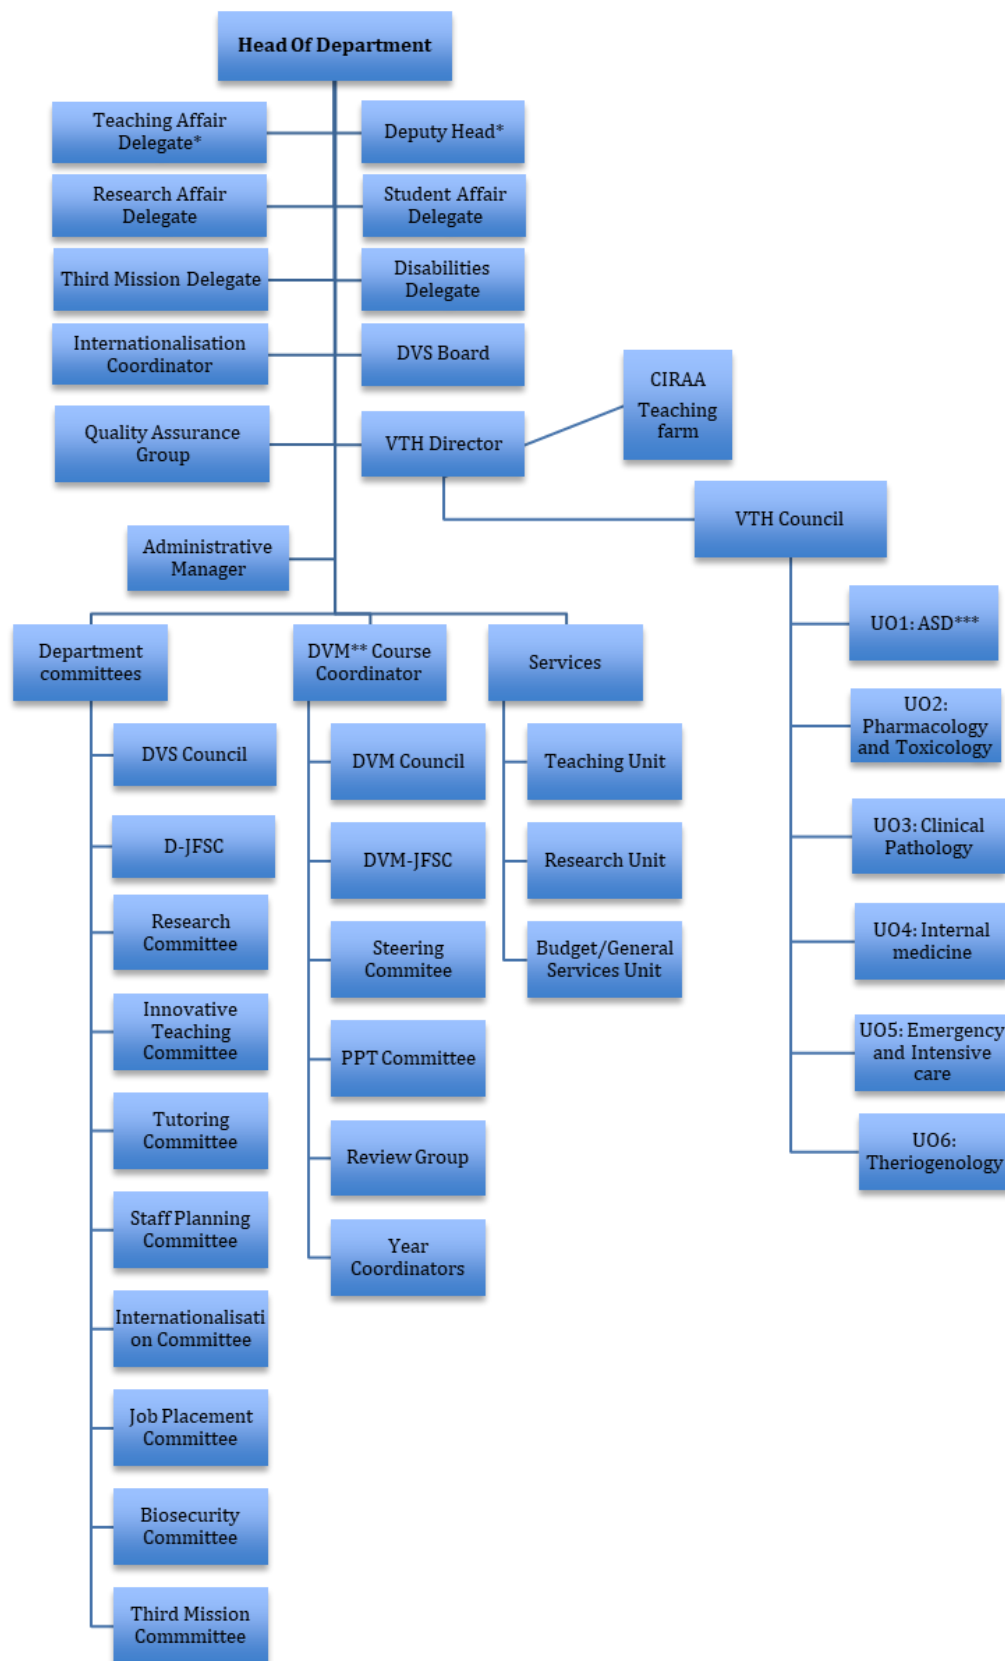 Head Of Department
Teaching Affair
Delegate*
Deputy Head*
Research Affair
Delegate
Student Affair
Delegate
Third Mission Delegate
Disabilities
Delegate
Internationalisation
Coordinator
DVS Board
CIRAA
Teaching
farm
Quality Assurance
Group
VTH Director
VTH Council
Administrative
Manager
Department
committees
DVM** Course
Coordinator
Services
DVS Council
D-JFSC
Research
Committee
Innovative
Teaching
Committee
Tutoring
Committee
Staff Planning
Committee
Internationalisati
on Committee
Job Placement
Committee
Biosecurity
Committee
Third Mission
Commmittee
DVM Council
DVM-JFSC
Steering
Commitee
PPT Committee
Review Group
Year
Coordinators
Teaching Unit
Research Unit
Budget/General
Services Unit
UO1: ASD***
UO2:
Pharmacology
and Toxicology
UO3: Clinical
Pathology
UO4: Internal
medicine
UO5: Emergency
and Intensive
care
UO6:
Theriogenology